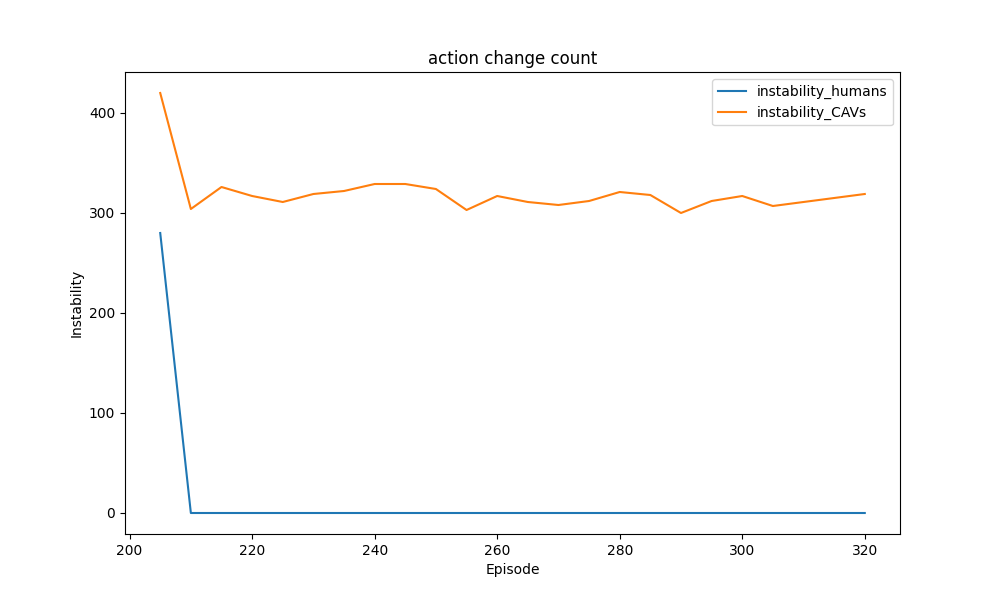 action change count
instability_humans
instability_CAVs
Instability
400
300
200
100
0
200 220 240 260 280 300 320
Episode